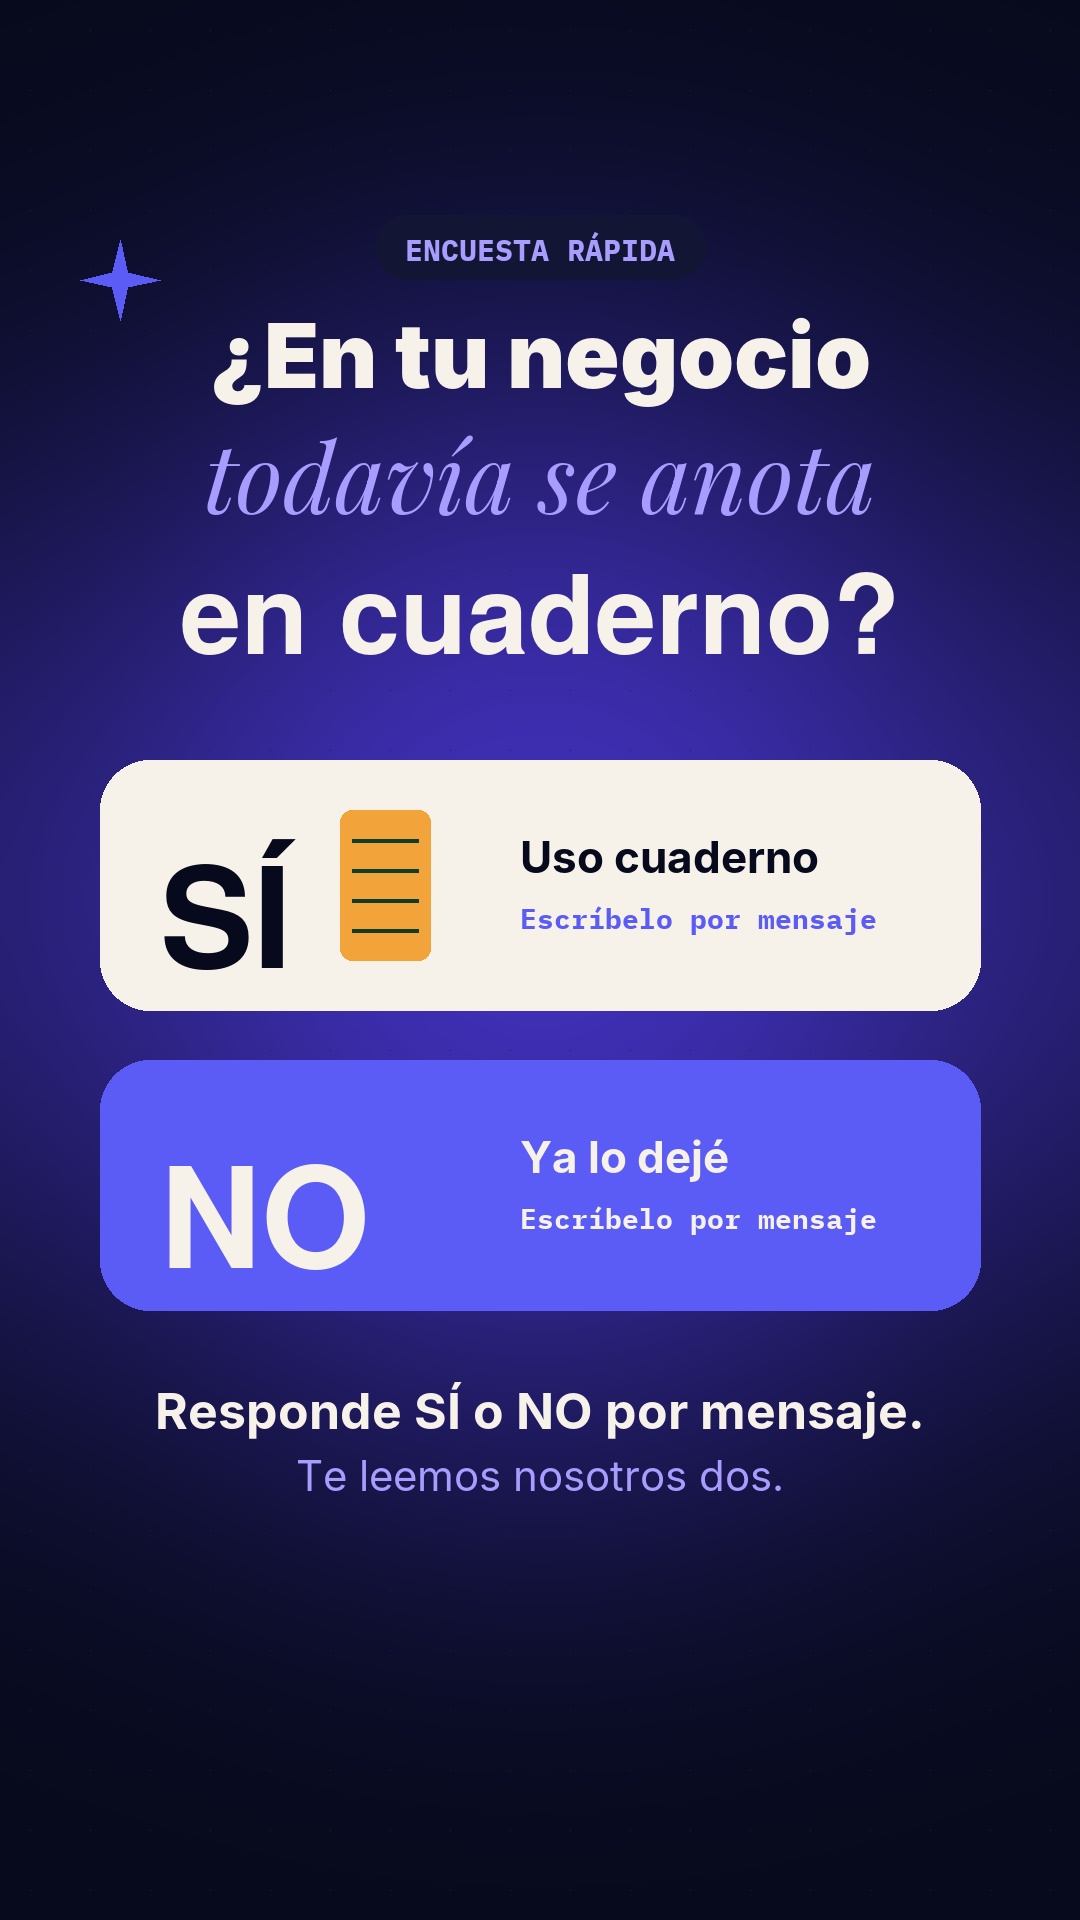 ENCUESTA RÁPIDA
¿En tu negocio
todavía se anota
en cuaderno?
SÍ
Uso cuaderno
Escríbelo por mensaje
NO
Ya lo dejé
Escríbelo por mensaje
Responde SÍ o NO por mensaje.
Te leemos nosotros dos.